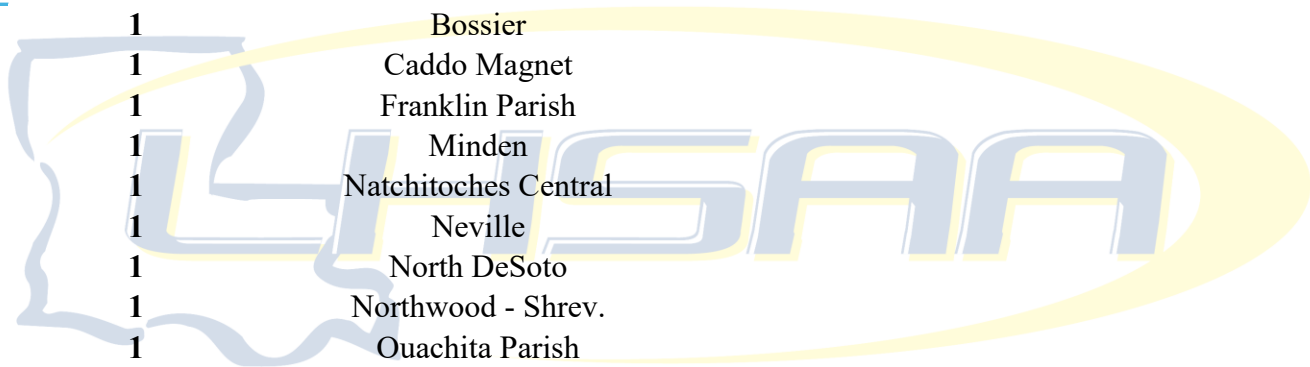 1 Bossier
1 Caddo Magnet
1 Franklin Parish
1 Minden
1 Natchitoches Central
1 Neville
1 North DeSoto
1 Northwood - Shrev.
1 Ouachita Parish
LHSAA